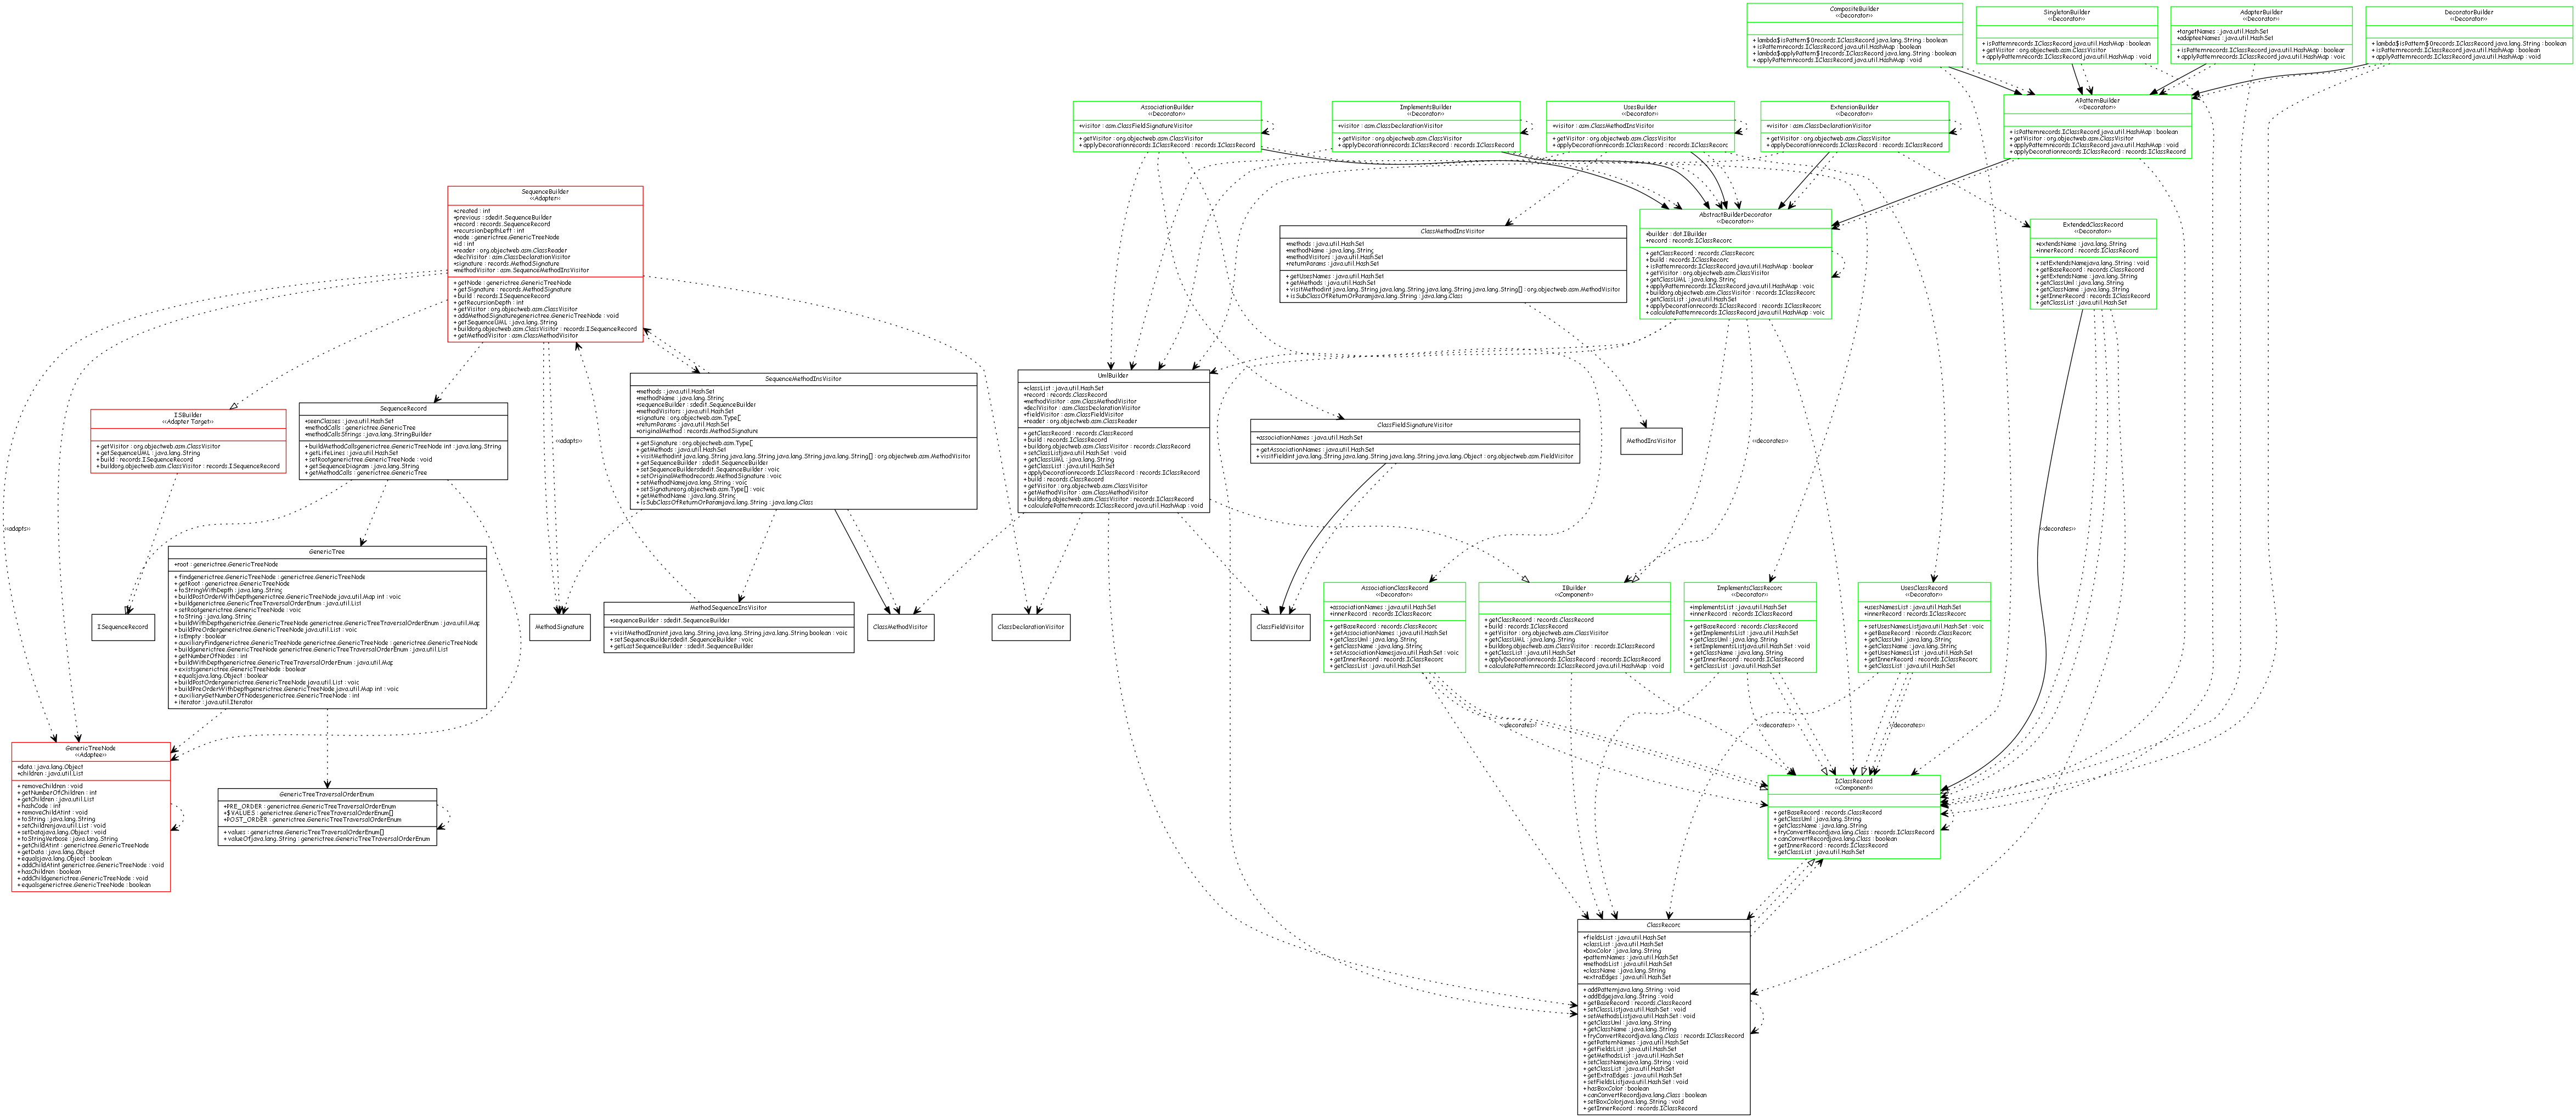 CompositeBuilder
<<Decorator>>
+ lambda$isPattern$0records.IClassRecord,java.lang.String : boolean
+ isPatternrecords.IClassRecord,java.util.HashMap : boolean
+ lambda$applyPattern$1records.IClassRecord,java.lang.String : boolean
+ applyPatternrecords.IClassRecord,java.util.HashMap : void
SingletonBuilder
<<Decorator>>
+ isPatternrecords.IClassRecord,java.util.HashMap : boolean
+ getVisitor : org.objectweb.asm.ClassVisitor
+ applyPatternrecords.IClassRecord,java.util.HashMap : void
AdapterBuilder
<<Decorator>>
+targetNames : java.util.HashSet
+adapteeNames : java.util.HashSet
+ isPatternrecords.IClassRecord,java.util.HashMap : boolear
+ applyPatternrecords.IClassRecord,java.util.HashMap : voic
DecoratorBuilder
<<Decorator>>
+ lambda$isPattern$0records.IClassRecord,java.lang.String : boolean
+ isPatternrecords.IClassRecord,java.util.HashMap : boolean
+ applyPatternrecords.IClassRecord,java.util.HashMap : void
AssociationBuilder
<<Decorator>>
+visitor : asm.ClassFieldSignatureVisitor
+ getVisitor : org.objectweb.asm.ClassVisitor
+ applyDecorationrecords.IClassRecord : records.IClassRecord
ImplementsBuilder
<<Decorator>>
+visitor : asm.ClassDeclarationVisitor
+ getVisitor : org.objectweb.asm.ClassVisitor
+ applyDecorationrecords.IClassRecord : records.IClassRecord
UsesBuilder
<<Decorator>>
+visitor : asm.ClassMethodInsVisitor
+ getVisitor : org.objectweb.asm.ClassVisitor
+ applyDecorationrecords.IClassRecord : records.IClassRecorc
ExtensionBuilder
<<Decorator>>
+visitor : asm.ClassDeclarationVisitor
+ getVisitor : org.objectweb.asm.ClassVisitor
+ applyDecorationrecords.IClassRecord : records.IClassRecord
APatternBuilder
<<Decorator>>
+ isPatternrecords.IClassRecord,java.util.HashMap : boolean
+ getVisitor : org.objectweb.asm.ClassVisitor
+ applyPatternrecords.IClassRecord,java.util.HashMap : void
+ applyDecorationrecords.IClassRecord : records.IClassRecord
SequenceBuilder
<<Adapter>>
+created : int
+previous : sdedit.SequenceBuilder
+record : records.SequenceRecord
+recursionDepthLeft : int
+node : generictree.GenericTreeNode
+id : int
+reader : org.objectweb.asm.ClassReader
+declVisitor : asm.ClassDeclarationVisitor
+signature : records.MethodSignature
+methodVisitor : asm.SequenceMethodInsVisitor
+ getNode : generictree.GenericTreeNode
+ getSignature : records.MethodSignature
+ build : records.ISequenceRecord
+ getRecursionDepth : int
+ getVisitor : org.objectweb.asm.ClassVisitor
+ addMethodSignaturegenerictree.GenericTreeNode : void
+ getSequenceUML : java.lang.String
+ buildorg.objectweb.asm.ClassVisitor : records.ISequenceRecord
+ getMethodVisitor : asm.ClassMethodVisitor
ClassMethodInsVisitor
+methods : java.util.HashSet
+methodName : java.lang.String
+methodVisitors : java.util.HashSet
+returnParams : java.util.HashSet
+ getUsesNames : java.util.HashSet
+ getMethods : java.util.HashSet
+ visitMethodint,java.lang.String,java.lang.String,java.lang.String,java.lang.String[] : org.objectweb.asm.MethodVisitor
+ isSubClassOfReturnOrParamjava.lang.String : java.lang.Class
AbstractBuilderDecorator
<<Decorator>>
+builder : dot.IBuilder
+record : records.IClassRecorc
+ getClassRecord : records.ClassRecorc
+ build : records.IClassRecorc
+ isPatternrecords.IClassRecord,java.util.HashMap : boolear
+ getVisitor : org.objectweb.asm.ClassVisitor
+ getClassUML : java.lang.String
+ applyPatternrecords.IClassRecord,java.util.HashMap : voic
+ buildorg.objectweb.asm.ClassVisitor : records.IClassRecorc
+ getClassList : java.util.HashSet
+ applyDecorationrecords.IClassRecord : records.IClassRecorc
+ calculatePatternrecords.IClassRecord,java.util.HashMap : voic
ExtendedClassRecord
<<Decorator>>
+extendsName : java.lang.String
+innerRecord : records.IClassRecord
+ setExtendsNamejava.lang.String : void
+ getBaseRecord : records.ClassRecord
+ getExtendsName : java.lang.String
+ getClassUml : java.lang.String
+ getClassName : java.lang.String
+ getInnerRecord : records.IClassRecord
+ getClassList : java.util.HashSet
ISBuilder
<<Adapter Target>>
+ getVisitor : org.objectweb.asm.ClassVisitor
+ getSequenceUML : java.lang.String
+ build : records.ISequenceRecord
+ buildorg.objectweb.asm.ClassVisitor : records.ISequenceRecord
SequenceRecord
+seenClasses : java.util.HashSet
+methodCalls : generictree.GenericTree
+methodCallsStrings : java.lang.StringBuilder
+ buildMethodCallsgenerictree.GenericTreeNode,int : java.lang.String
+ getLifeLines : java.util.HashSet
+ setRootgenerictree.GenericTreeNode : void
+ getSequenceDiagram : java.lang.String
+ getMethodCalls : generictree.GenericTree
SequenceMethodInsVisitor
+methods : java.util.HashSet
+methodName : java.lang.String
+sequenceBuilder : sdedit.SequenceBuilder
+methodVisitors : java.util.HashSet
+signature : org.objectweb.asm.Type[
+returnParams : java.util.HashSet
+originalMethod : records.MethodSignature
+ getSignature : org.objectweb.asm.Type[
+ getMethods : java.util.HashSet
+ visitMethodint,java.lang.String,java.lang.String,java.lang.String,java.lang.String[] : org.objectweb.asm.MethodVisitor
+ getSequenceBuilder : sdedit.SequenceBuilder
+ setSequenceBuildersdedit.SequenceBuilder : voic
+ setOriginalMethodrecords.MethodSignature : voic
+ setMethodNamejava.lang.String : voic
+ setSignatureorg.objectweb.asm.Type[] : voic
+ getMethodName : java.lang.String
+ isSubClassOfReturnOrParamjava.lang.String : java.lang.Class
UmlBuilder
+classList : java.util.HashSet
+record : records.ClassRecord
+methodVisitor : asm.ClassMethodVisitor
+declVisitor : asm.ClassDeclarationVisitor
+fieldVisitor : asm.ClassFieldVisitor
+reader : org.objectweb.asm.ClassReader
+ getClassRecord : records.ClassRecord
+ build : records.IClassRecord
+ buildorg.objectweb.asm.ClassVisitor : records.ClassRecord
+ setClassListjava.util.HashSet : void
+ getClassUML : java.lang.String
+ getClassList : java.util.HashSet
+ applyDecorationrecords.IClassRecord : records.IClassRecord
+ build : records.ClassRecord
+ getVisitor : org.objectweb.asm.ClassVisitor
+ getMethodVisitor : asm.ClassMethodVisitor
+ buildorg.objectweb.asm.ClassVisitor : records.IClassRecord
+ calculatePatternrecords.IClassRecord,java.util.HashMap : void
ClassFieldSignatureVisitor
+associationNames : java.util.HashSet
+ getAssociationNames : java.util.HashSet
+ visitFieldint,java.lang.String,java.lang.String,java.lang.String,java.lang.Object : org.objectweb.asm.FieldVisitor
MethodInsVisitor
<<adapts>>
<<decorates>>
<<adapts>>
<<decorates>>
GenericTree
+root : generictree.GenericTreeNode
+ findgenerictree.GenericTreeNode : generictree.GenericTreeNode
+ getRoot : generictree.GenericTreeNode
+ toStringWithDepth : java.lang.String
+ buildPostOrderWithDepthgenerictree.GenericTreeNode,java.util.Map,int : voic
+ buildgenerictree.GenericTreeTraversalOrderEnum : java.util.List
+ setRootgenerictree.GenericTreeNode : voic
+ toString : java.lang.String
+ buildWithDepthgenerictree.GenericTreeNode,generictree.GenericTreeTraversalOrderEnum : java.util.Map
+ buildPreOrdergenerictree.GenericTreeNode,java.util.List : voic
+ isEmpty : boolear
+ auxiliaryFindgenerictree.GenericTreeNode,generictree.GenericTreeNode : generictree.GenericTreeNode
+ buildgenerictree.GenericTreeNode,generictree.GenericTreeTraversalOrderEnum : java.util.List
+ getNumberOfNodes : int
+ buildWithDepthgenerictree.GenericTreeTraversalOrderEnum : java.util.Map
+ existsgenerictree.GenericTreeNode : boolear
+ equalsjava.lang.Object : boolear
+ buildPostOrdergenerictree.GenericTreeNode,java.util.List : voic
+ buildPreOrderWithDepthgenerictree.GenericTreeNode,java.util.Map,int : voic
+ auxiliaryGetNumberOfNodesgenerictree.GenericTreeNode : int
+ iterator : java.util.Iterator
ISequenceRecord
MethodSignature
MethodSequenceInsVisitor
+sequenceBuilder : sdedit.SequenceBuilder
+ visitMethodInsnint,java.lang.String,java.lang.String,java.lang.String,boolean : voic
+ setSequenceBuildersdedit.SequenceBuilder : voic
+ getLastSequenceBuilder : sdedit.SequenceBuilder
ClassMethodVisitor
ClassDeclarationVisitor
ClassFieldVisitor
AssociationClassRecord
<<Decorator>>
+associationNames : java.util.HashSet
+innerRecord : records.IClassRecorc
+ getBaseRecord : records.ClassRecorc
+ getAssociationNames : java.util.HashSet
+ getClassUml : java.lang.String
+ getClassName : java.lang.String
+ setAssociationNamesjava.util.HashSet : voic
+ getInnerRecord : records.IClassRecorc
+ getClassList : java.util.HashSet
IBuilder
<<Component>>
+ getClassRecord : records.ClassRecord
+ build : records.IClassRecord
+ getVisitor : org.objectweb.asm.ClassVisitor
+ getClassUML : java.lang.String
+ buildorg.objectweb.asm.ClassVisitor : records.IClassRecord
+ getClassList : java.util.HashSet
+ applyDecorationrecords.IClassRecord : records.IClassRecord
+ calculatePatternrecords.IClassRecord,java.util.HashMap : void
ImplementsClassRecord
<<Decorator>>
+implementsList : java.util.HashSet
+innerRecord : records.IClassRecord
+ getBaseRecord : records.ClassRecord
+ getImplementsList : java.util.HashSet
+ getClassUml : java.lang.String
+ setImplementsListjava.util.HashSet : void
+ getClassName : java.lang.String
+ getInnerRecord : records.IClassRecord
+ getClassList : java.util.HashSet
UsesClassRecord
<<Decorator>>
+usesNamesList : java.util.HashSet
+innerRecord : records.IClassRecorc
+ setUsesNamesListjava.util.HashSet : voic
+ getBaseRecord : records.ClassRecorc
+ getClassUml : java.lang.String
+ getClassName : java.lang.String
+ getUsesNamesList : java.util.HashSet
+ getInnerRecord : records.IClassRecorc
+ getClassList : java.util.HashSet
<<decorates>>
<<decorates>>
<<decorates>>
GenericTreeNode
<<Adaptee>>
+data : java.lang.Object
+children : java.util.List
+ removeChildren : void
+ getNumberOfChildren : int
+ getChildren : java.util.List
+ hashCode : int
+ removeChildAtint : void
+ toString : java.lang.String
+ setChildrenjava.util.List : void
+ setDatajava.lang.Object : void
+ toStringVerbose : java.lang.String
+ getChildAtint : generictree.GenericTreeNode
+ getData : java.lang.Object
+ equalsjava.lang.Object : boolean
+ addChildAtint,generictree.GenericTreeNode : void
+ hasChildren : boolean
+ addChildgenerictree.GenericTreeNode : void
+ equalsgenerictree.GenericTreeNode : boolean
GenericTreeTraversalOrderEnum
+PRE_ORDER : generictree.GenericTreeTraversalOrderEnum
+$VALUES : generictree.GenericTreeTraversalOrderEnum[]
+POST_ORDER : generictree.GenericTreeTraversalOrderEnum
+ values : generictree.GenericTreeTraversalOrderEnum[]
+ valueOfjava.lang.String : generictree.GenericTreeTraversalOrderEnum
IClassRecord
<<Component>>
+ getBaseRecord : records.ClassRecord
+ getClassUml : java.lang.String
+ getClassName : java.lang.String
+ tryConvertRecordjava.lang.Class : records.IClassRecord
+ canConvertRecordjava.lang.Class : boolean
+ getInnerRecord : records.IClassRecord
+ getClassList : java.util.HashSet
ClassRecorc
+fieldsList : java.util.HashSet
+classList : java.util.HashSet
+boxColor : java.lang.String
+patternNames : java.util.HashSet
+methodsList : java.util.HashSet
+className : java.lang.String
+extraEdges : java.util.HashSet
+ addPatternjava.lang.String : void
+ addEdgejava.lang.String : void
+ getBaseRecord : records.ClassRecord
+ setClassListjava.util.HashSet : void
+ setMethodsListjava.util.HashSet : void
+ getClassUml : java.lang.String
+ getClassName : java.lang.String
+ tryConvertRecordjava.lang.Class : records.IClassRecord
+ getPatternNames : java.util.HashSet
+ getFieldsList : java.util.HashSet
+ getMethodsList : java.util.HashSet
+ setClassNamejava.lang.String : void
+ getClassList : java.util.HashSet
+ getExtraEdges : java.util.HashSet
+ setFieldsListjava.util.HashSet : void
+ hasBoxColor : boolean
+ canConvertRecordjava.lang.Class : boolean
+ setBoxColorjava.lang.String : void
+ getInnerRecord : records.IClassRecord